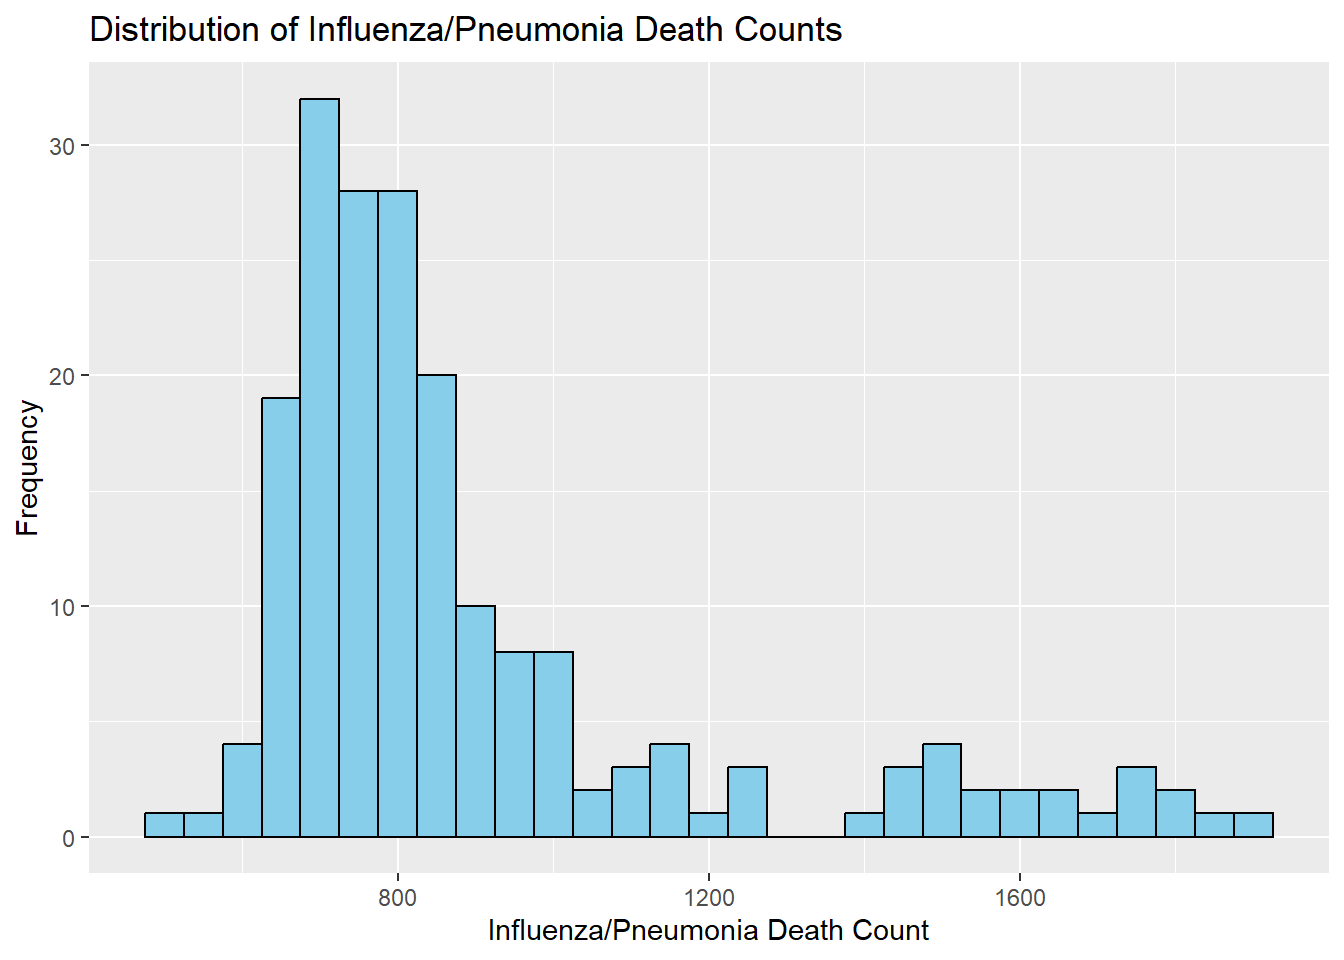 Distribution of Influenza/Pneumonia Death Counts
30
20
10
0
Frequency
800 1200 1600
Influenza/Pneumonia Death Count